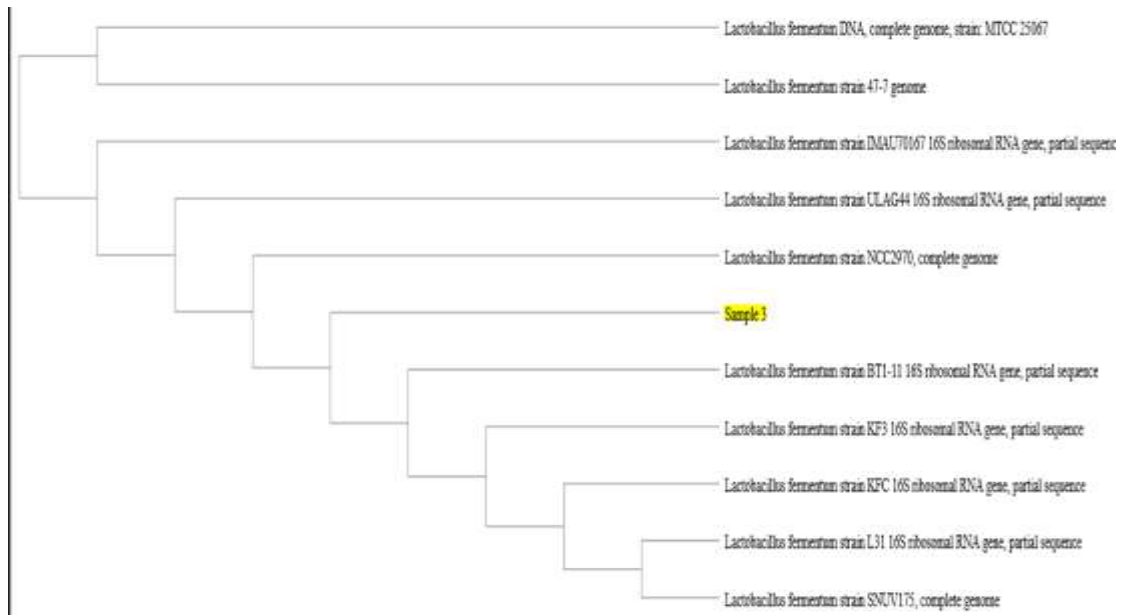 Lactobacillus fermentum DNA, complete genome, strain: MTCC 25067
Lactobacillus fermentum strain 47-7 genome
Lactobacillus fermentum strain IMAU70167 16S ribosomal RNA gene, partial sequenc
Lactobacillus fermentum strain ULAG44 16S ribosomal RNA gene, partial sequence
Lactobacillus fermentum strain NCC2970, complete genome
Sample 3
Lactobacillus fermentum strain BT1-11 16S ribosomal RNA gene, partial sequence
Lactobacillus fermentum strain KF3 16S ribosomal RNA gene, partial sequence
Lactobacillus fermentum strain KFC 16S ribosomal RNA gene, partial sequence
Lactobacillus fermentum strain L31 16S ribosomal RNA gene, partial sequence
Lactobacillus fermentum strain SNUV175, complete genome